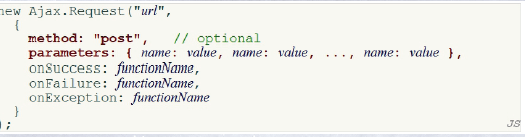 new Ajax.Request("url",
{
method: "post",   // optional
parameters: { name: value, name: value, ..., name: value },
onSuccess: functionName,
onFailure: functionName,
onException: functionName
}
);
JS